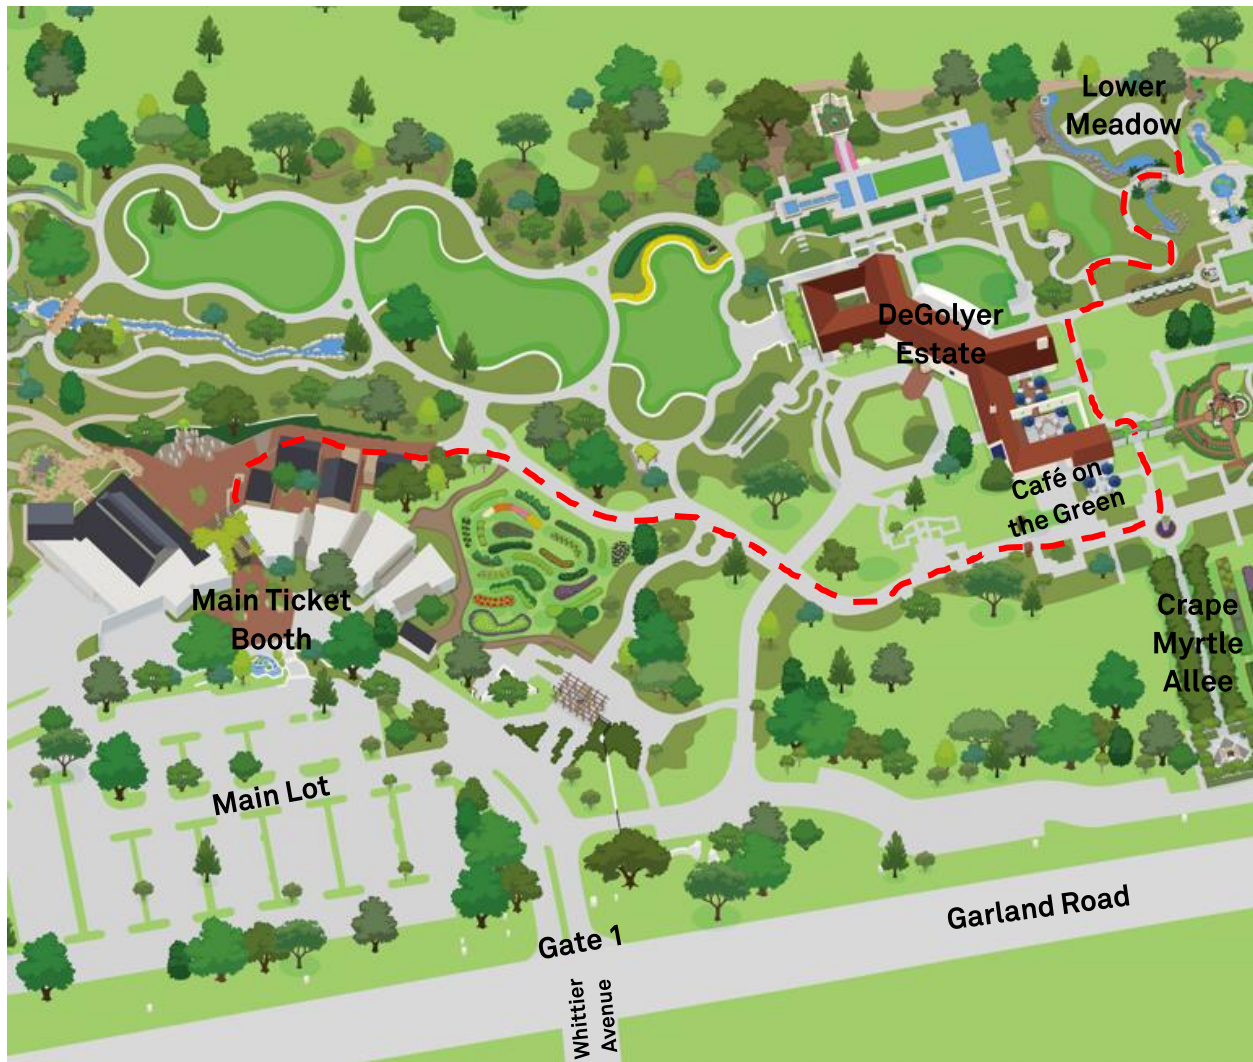 Lower
Meadow
DeGolyer
Estate
Café on
the Green
Main Ticket
Booth
Crape
Myrtle
Allee
Main Lot
Garland Road
Gate 1
Whittier
Avenue